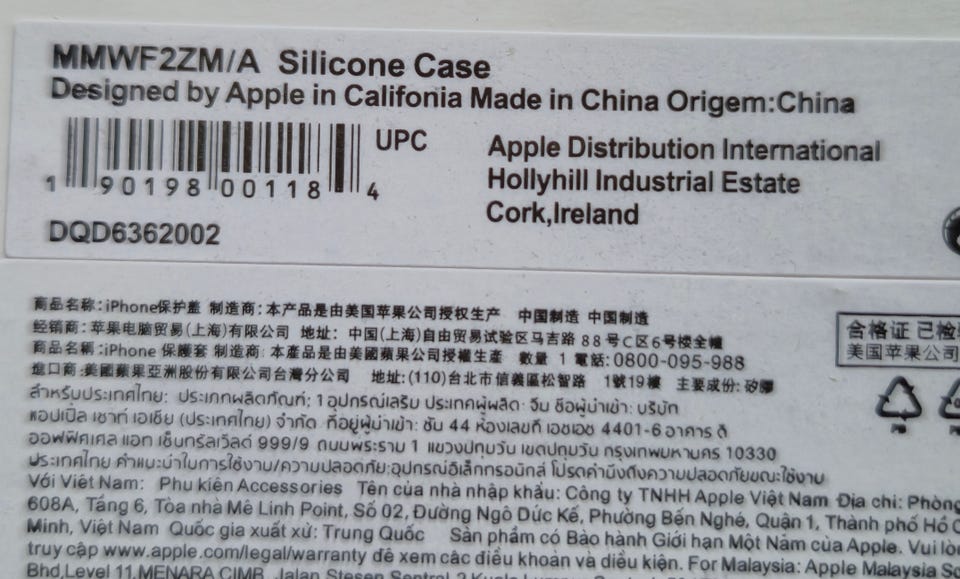 MMWF2ZM/A Silicone Case
Designed by Apple in Califonia Made in China Origem:China
UPC
1 90198 00118 4
Apple Distribution International
Hollyhill Industrial Estate
Cork,Ireland
DQD6362002
商品名称:iPhone保护盖 制造商:本产品是由美国苹果公司授权生产 中国制造 中国制造
经销商:苹果电脑贸易(上海)有限公司 地址: 中国(上海)自由贸易试验区马吉路88号C区6号楼全幢
商品名稱:iPhone 保護套 製造商:本產品是由美國蘋果公司授權生產 數量 1 電話:0800-095-988
進口商:美國蘋果亞洲股份有限公司台灣分公司 地址:(110)台北市信義區松智路 1號19樓 主要成份:矽膠
合格证 已检
美国苹果公司
สำหรับประเทศไทย: ประเภทผลิตภัณฑ์: 1 อุปกรณ์เสริม ประเทศผู้ผลิต: จีน ชื่อผู้นำเข้า: บริษัท
แอปเปิล เซาท์ เอเชีย (ประเทศไทย) จำกัด ที่อยู่ผู้นำเข้า: ชั้น 44 ห้องเลขที่ เอชเอช 4401-6 อาคาร ดิ
ออฟฟิศเศส แอท เซ็นทรัลเวิลด์ 999/9 ถนนพระราม 1 แขวงปทุมวัน เขตปทุมวัน กรุงเทพมหานคร 10330
ประเทศไทย คำแนะนำในการใช้งาน/ความปลอดภัย:อุปกรณ์อิเล็กทรอนิกส์ โปรดคำนึงถึงความปลอดภัยขณะใช้งาน
Với Việt Nam: Phụ kiện Accessories Tên của nhà nhập khẩu: Công ty TNHH Apple Việt Nam Địa chỉ: Phòng
608A, Tầng 6, Tòa nhà Mê Linh Point, Số 02, Đường Ngô Đức Kế, Phường Bến Nghé, Quận 1, Thành phố Hồ C
Minh, Việt Nam Quốc gia xuất xứ: Trung Quốc Sản phẩm có Bảo hành Giới hạn Một Năm của Apple. Vui lò
truy cập www.apple.com/legal/warranty để xem các điều khoản và điều kiện. For Malaysia: Apple Malaysia
Bhd,Level 11,MENARA CIMB, Jalan Stesen Sentral 2,Kuala Lumpur